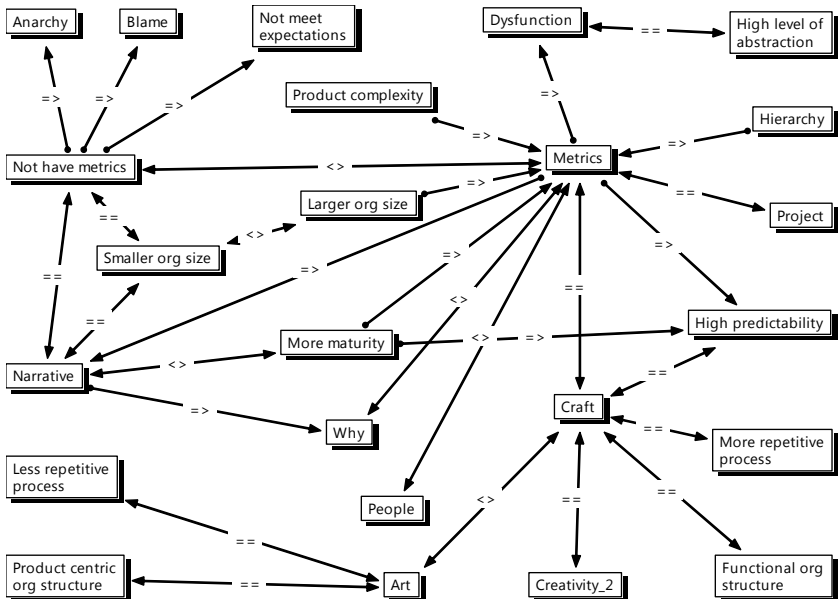 Anarchy
Blame
Not meet
expectations
Dysfunction
==
High level of
abstraction
=>
=>
=>
=>
Product complexity
=>
Hierarchy
=>
Not have metrics
<>
Metrics
=>
Larger org size
==
Project
==
<>
Smaller org size
=>
=>
=>
==
==
<>
==
High predictability
More maturity
<>
=>
<>
Narrative
==
=>
Craft
Why
==
More repetitive
process
Less repetitive
process
People
<>
==
==
==
Product centric
org structure
==
Art
Creativity_2
Functional org
structure